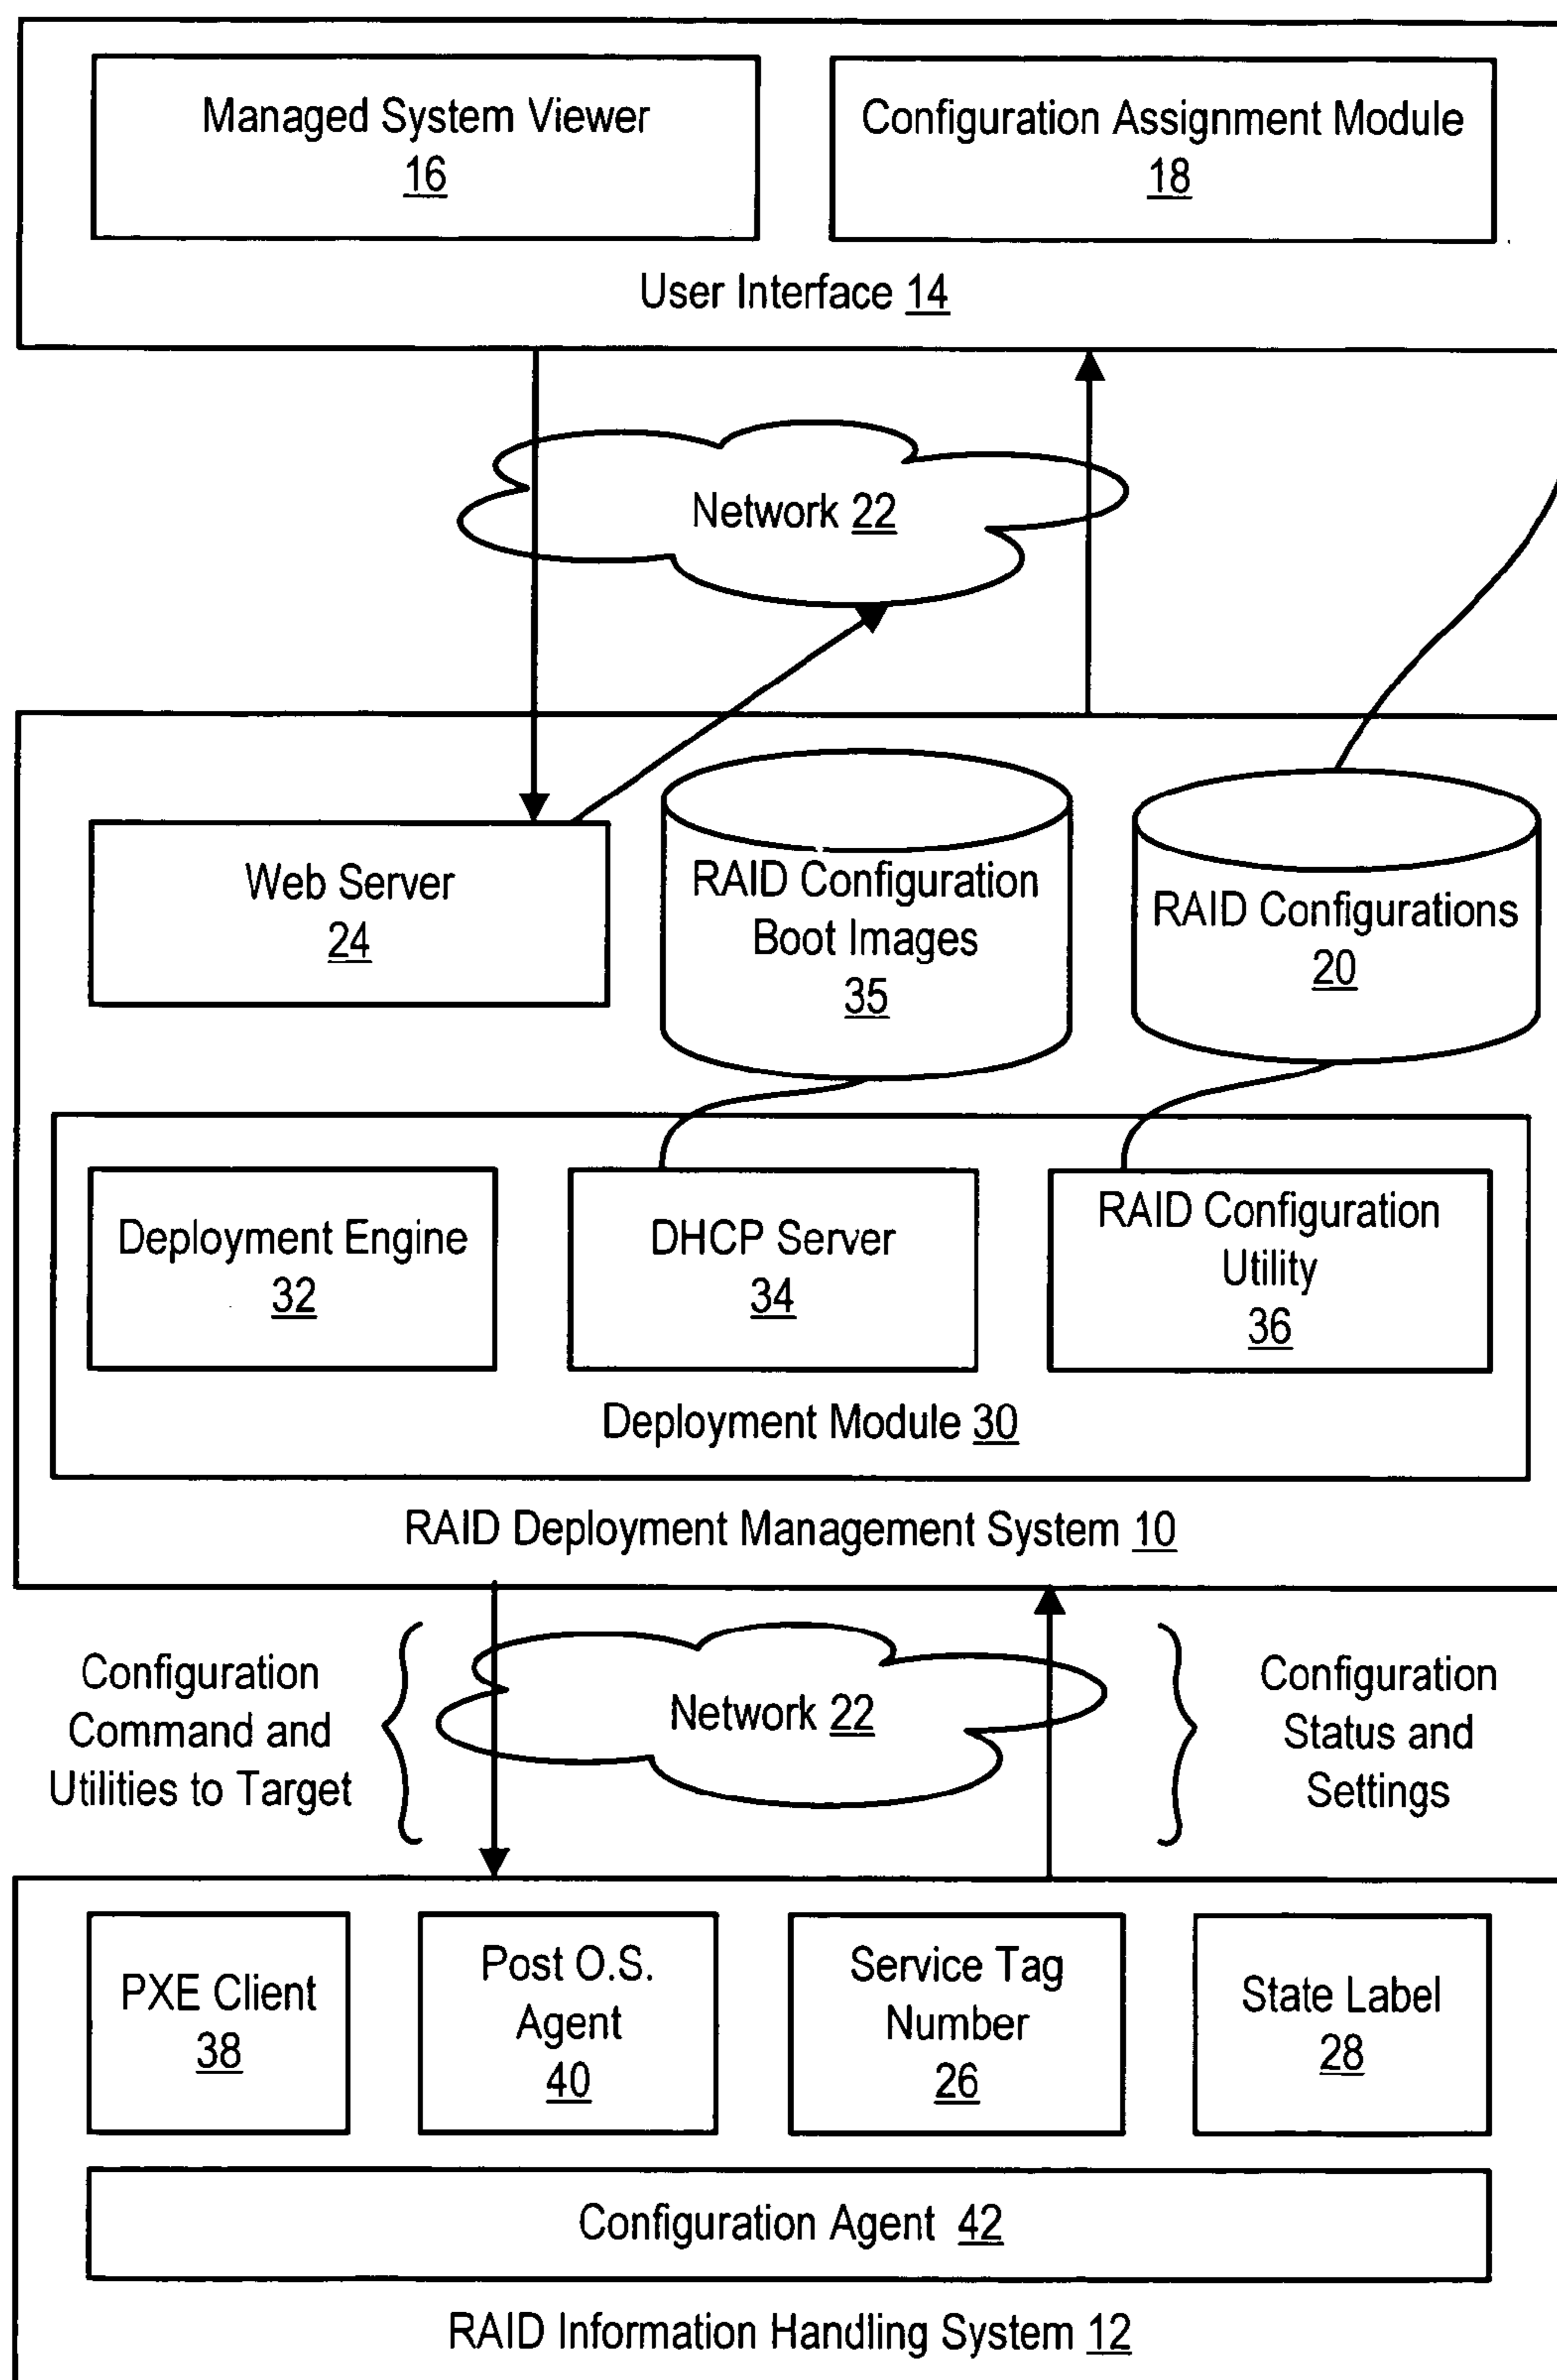 Managed System Viewer
16
Configuration Assignment Module
18
User Interface 14
Network 22
Web Server
24
RAID Configuration
Boot Images
35
RAID Configurations
20
Deployment Engine
32
DHCP Server
34
RAID Configuration
Utility
36
Deployment Module 30
RAID Deployment Management System 10
Configuration
Command and
Utilities to Target
Network 22
Configuration
Status and
Settings
PXE Client
38
Post O.S.
Agent
40
Service Tag
Number
26
State Label
28
Configuration Agent 42
RAID Information Handling System 12